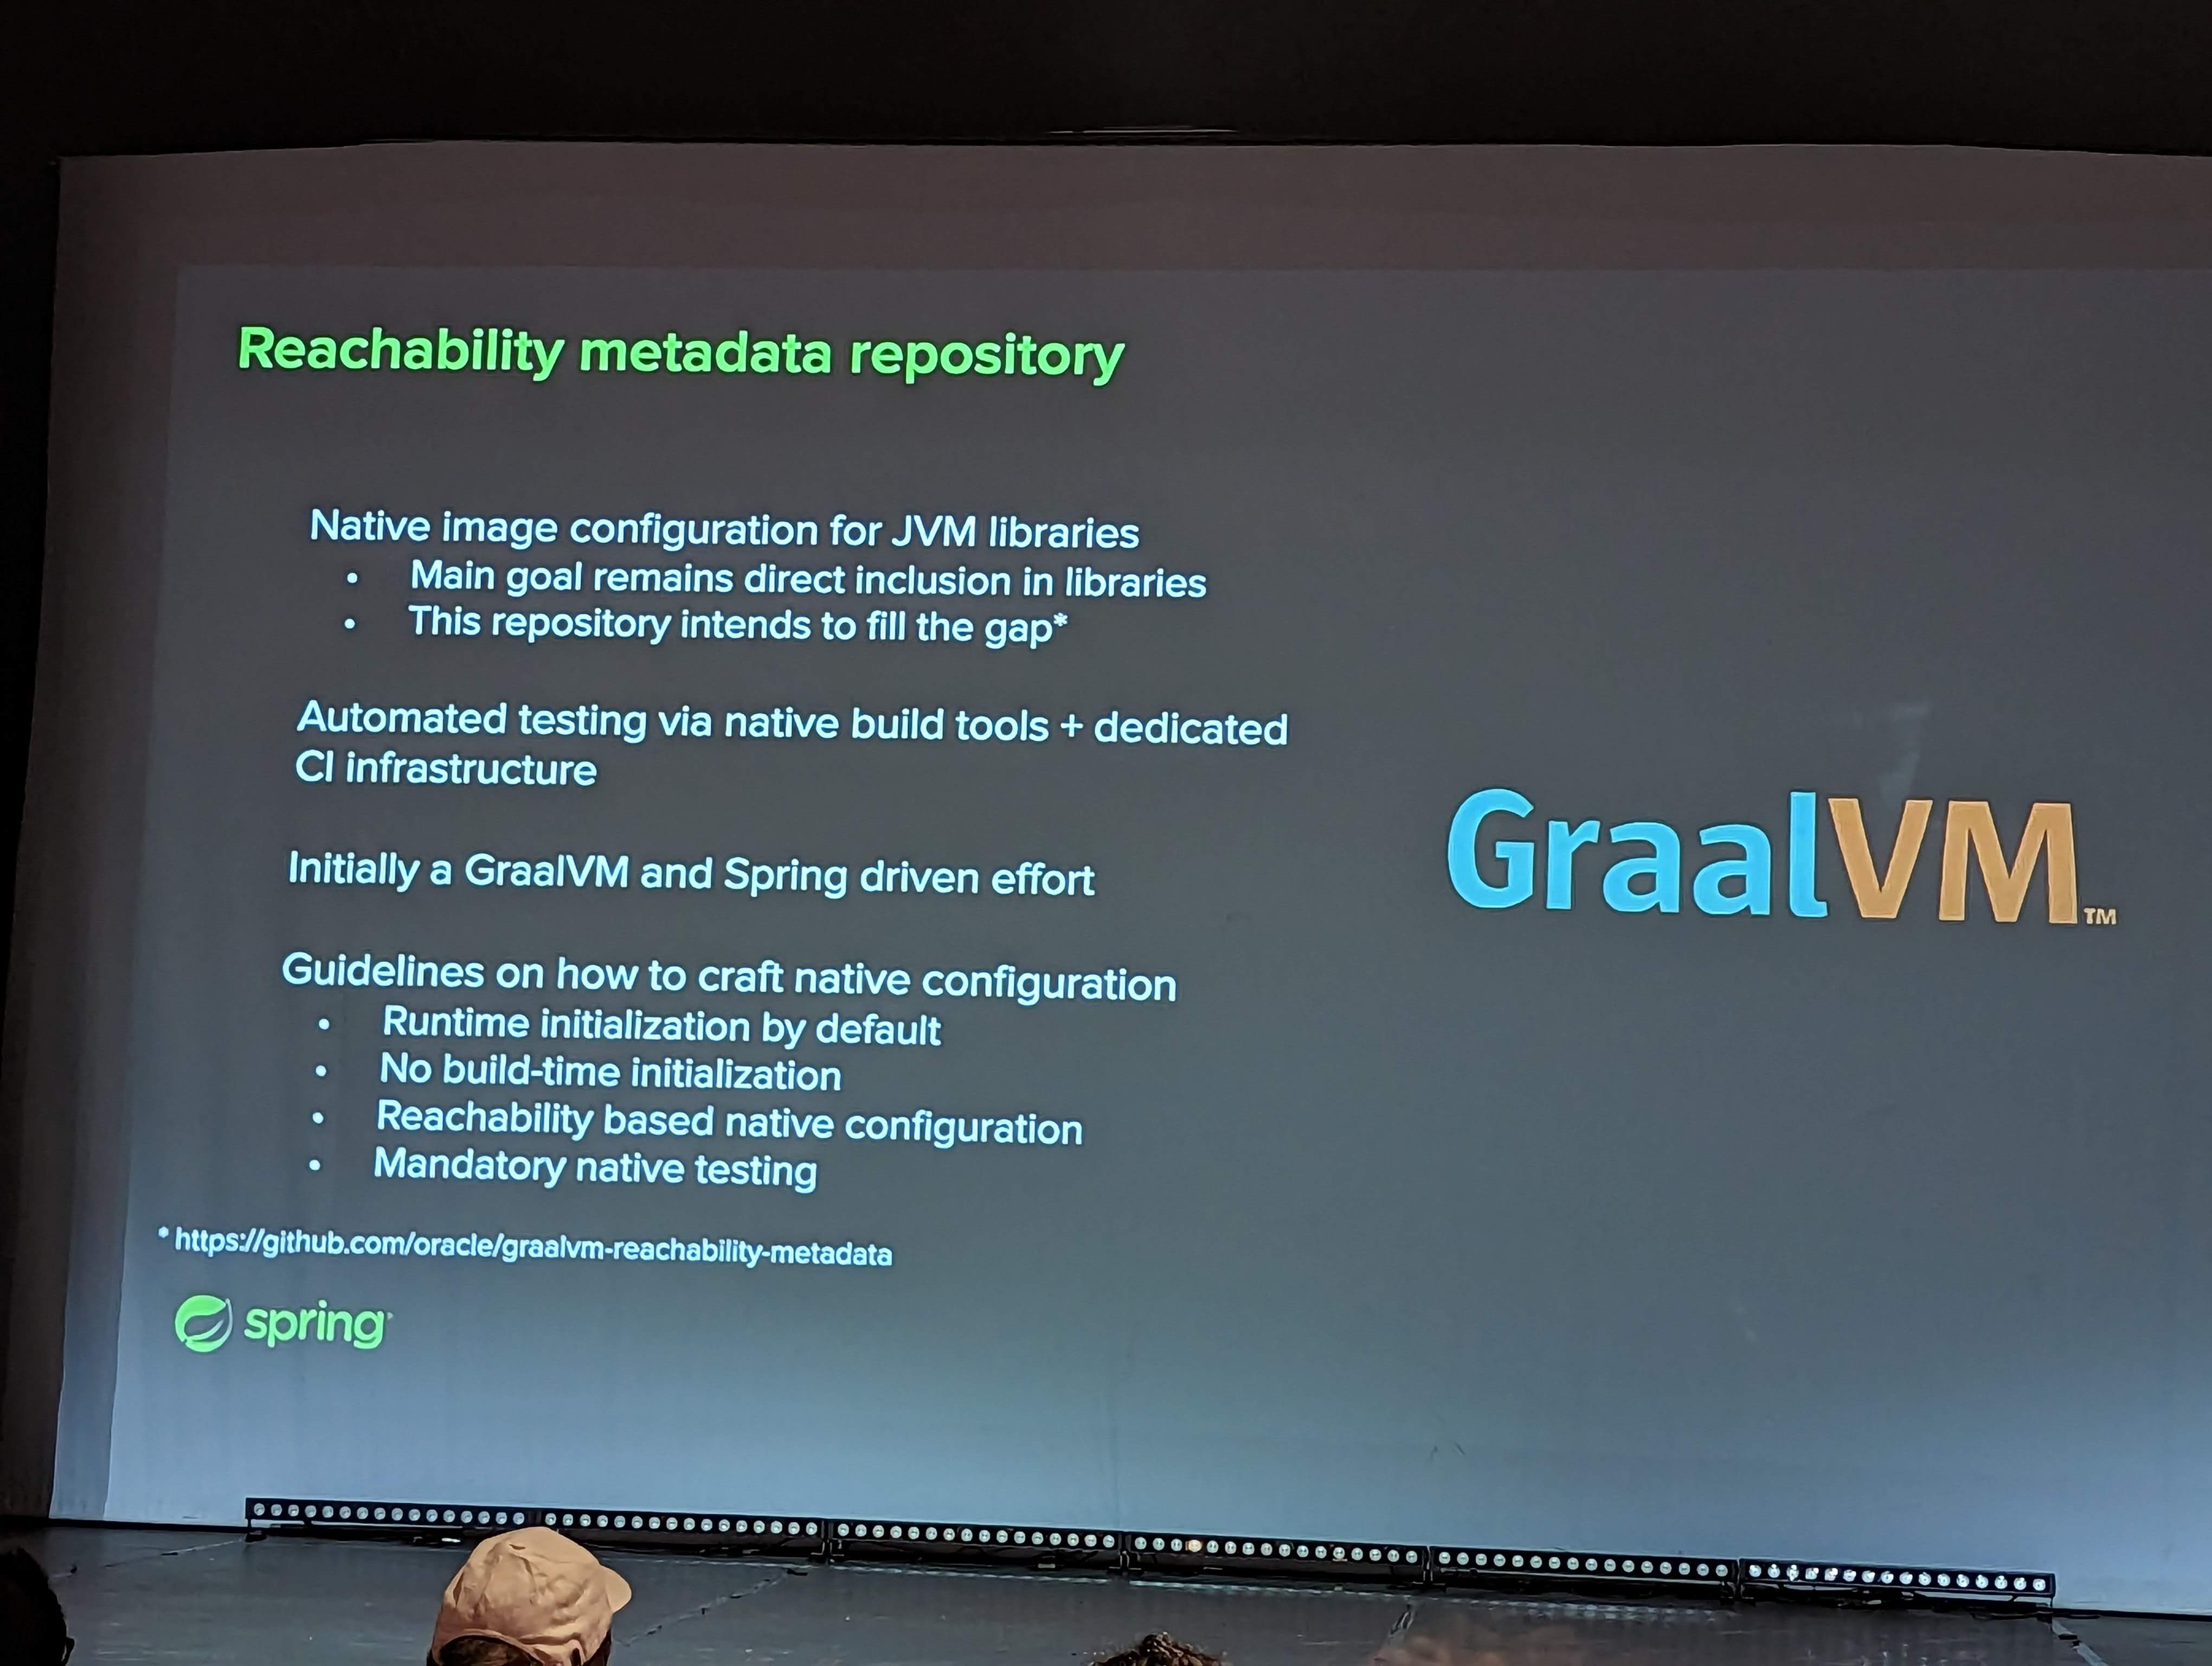 Reachability metadata repository
Native image configuration for JVM libraries
• Main goal remains direct inclusion in libraries
• This repository intends to fill the gap*
Automated testing via native build tools + dedicated
CI infrastructure
Initially a GraalVM and Spring driven effort
Guidelines on how to craft native configuration
• Runtime initialization by default
• No build-time initialization
• Reachability based native configuration
• Mandatory native testing
GraalVM™
* https://github.com/oracle/graalvm-reachability-metadata
spring